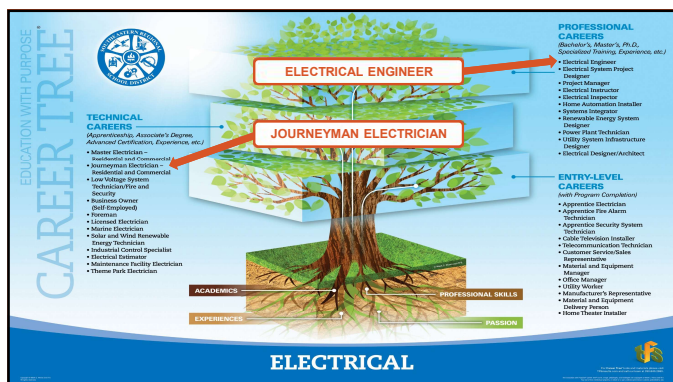 EDUCATION WITH PURPOSE
CAREER TREE
SOUTHEASTERN REGIONAL
SCHOOL DISTRICT
TECHNICAL
CAREERS
(Apprenticeship, Associate's Degree,
Advanced Certification, Experience, etc.)
• Master Electrician –
Residential and Commercial
• Journeyman Electrician –
Residential and Commercial
• Low Voltage System
Technician/Fire and
Security
• Business Owner
(Self-Employed)
• Foreman
• Licensed Electrician
• Marine Electrician
• Solar and Wind Renewable
Energy Technician
• Industrial Control Specialist
• Electrical Estimator
• Maintenance Facility Electrician
• Theme Park Electrician
ELECTRICAL ENGINEER
JOURNEYMAN ELECTRICIAN
PROFESSIONAL
CAREERS
(Bachelor's, Master's, Ph.D.,
Specialized Training, Experience, etc.)
• Electrical Engineer
• Electrical System Project
Designer
• Project Manager
• Electrical Instructor
• Electrical Inspector
• Home Automation Installer
• Systems Integrator
• Renewable Energy System
Designer
• Power Plant Technician
• Utility System Infrastructure
Designer
• Electrical Designer/Architect
ENTRY-LEVEL
CAREERS
(with Program Completion)
• Apprentice Electrician
• Apprentice Fire Alarm
Technician
• Apprentice Security System
Technician
• Cable Television Installer
• Telecommunication Technician
• Customer Service/Sales
Representative
• Material and Equipment
Manager
• Office Manager
• Utility Worker
• Manufacturer's Representative
• Material and Equipment
Delivery Person
• Home Theater Installer
ACADEMICS
PROFESSIONAL SKILLS
EXPERIENCES
PASSION
ELECTRICAL
tfs